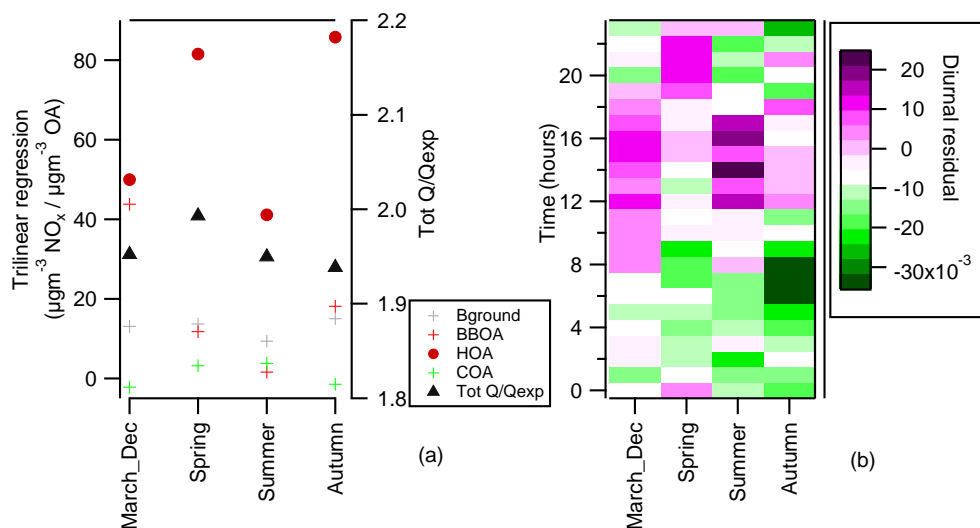 Trilinear regression
(µgm⁻³ NOₓ / µgm⁻³ OA)
80
60
40
20
0
2.2
2.1
2.0
1.9
1.8
Tot Q/Qexp
March_Dec
Spring
Summer
Autumn
Bground
BBOA
HOA
COA
Tot Q/Qexp
(a)
Time (hours)
20
16
12
8
4
0
March_Dec
Spring
Summer
Autumn
(b)
20
10
0
-10
-20
-30x10⁻³
Diurnal residual